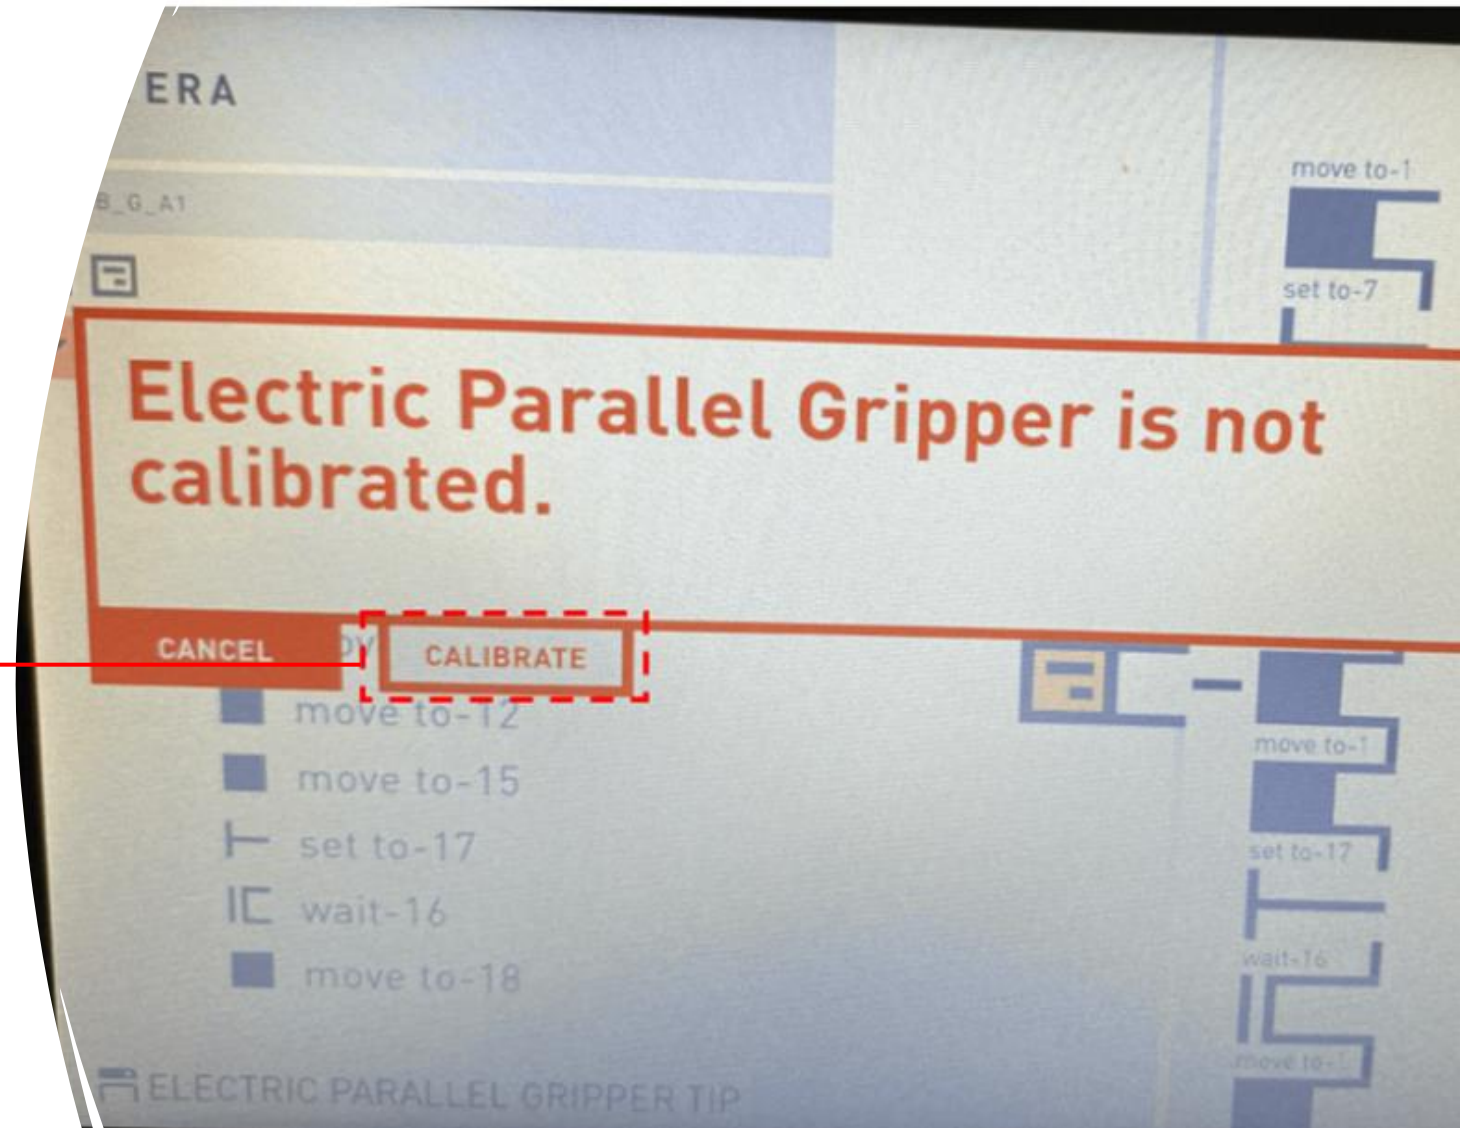 ERA
B_G_A1
move to-1
set to-7
Electric Parallel Gripper is not
calibrated.
CANCEL
CALIBRATE
move to-12
move to-15
set to-17
wait-16
move to-18
ELECTRIC PARALLEL GRIPPER TIP
move to-1
set to-17
wait-16
move to-